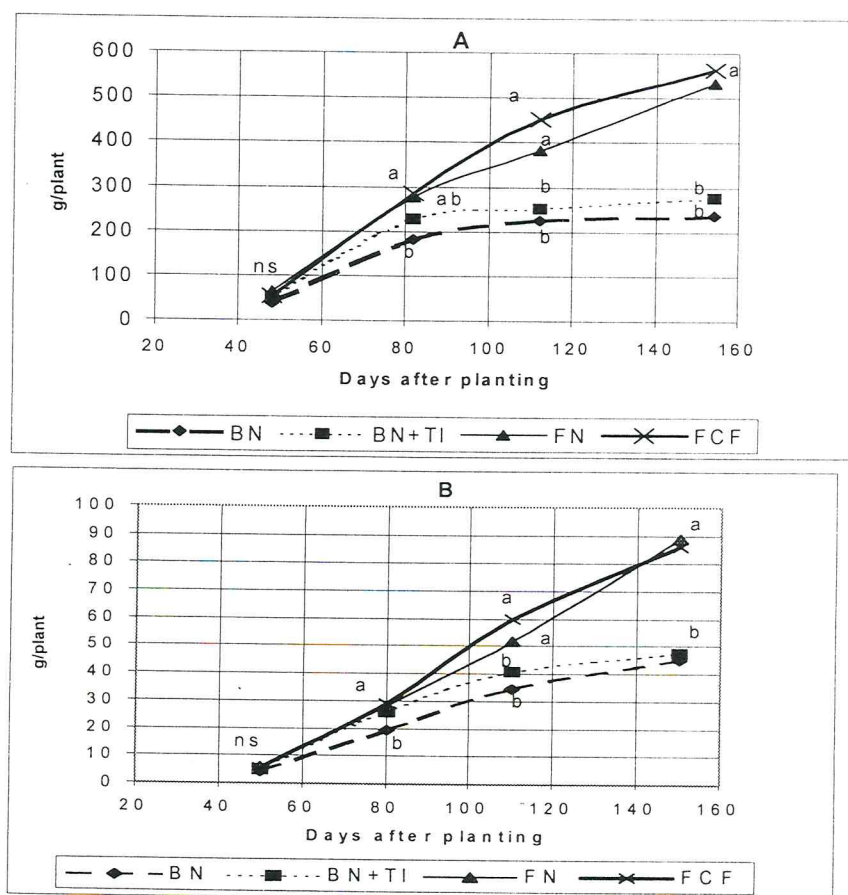 A
600
500
400
300
200
100
0
g/plant
ns
a
a b
b
a
a
b
b
a
b
b
20 40 60 80 100 120 140 160
Days after planting
BN BN+TI FN FCF
B
100
90
80
70
60
50
40
30
20
10
0
g/plant
ns
a
b
a
a
b
b
a
b
20 40 60 80 100 120 140 160
Days after planting
BN BN+TI FN FCF